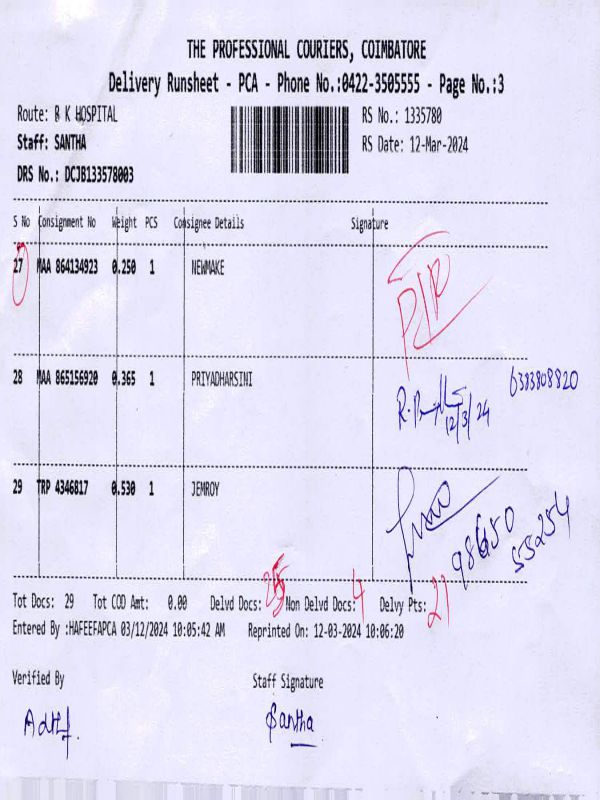 THE PROFESSIONAL COURIERS, COIMBATORE
Delivery Runsheet - PCA - Phone No.:0422-3505555 - Page No.:3
Route: B K HOSPITAL
RS No.: 1335780
Staff: SANTHA
RS Date: 12-Mar-2024
DRS No.: DCJB133578003
S No Consignment No Weight PCS Consignee Details Signature
27 MAA 864134923 0.250 1 NEWMAKE
28 MAA 865156920 0.365 1 PRIYADHARSINI 6383808820
12/3/24
29 TRP 4346817 0.530 1 JEMROY
98650
55254
Tot Docs: 29 Tot COD Amt: 0.00 Delvd Docs: 25 Non Delvd Docs: 4 Delvy Pts: 21
Entered By :HAFEEFAPCA 03/12/2024 10:05:42 AM Reprinted On: 12-03-2024 10:06:20
Verified By Staff Signature
Santha